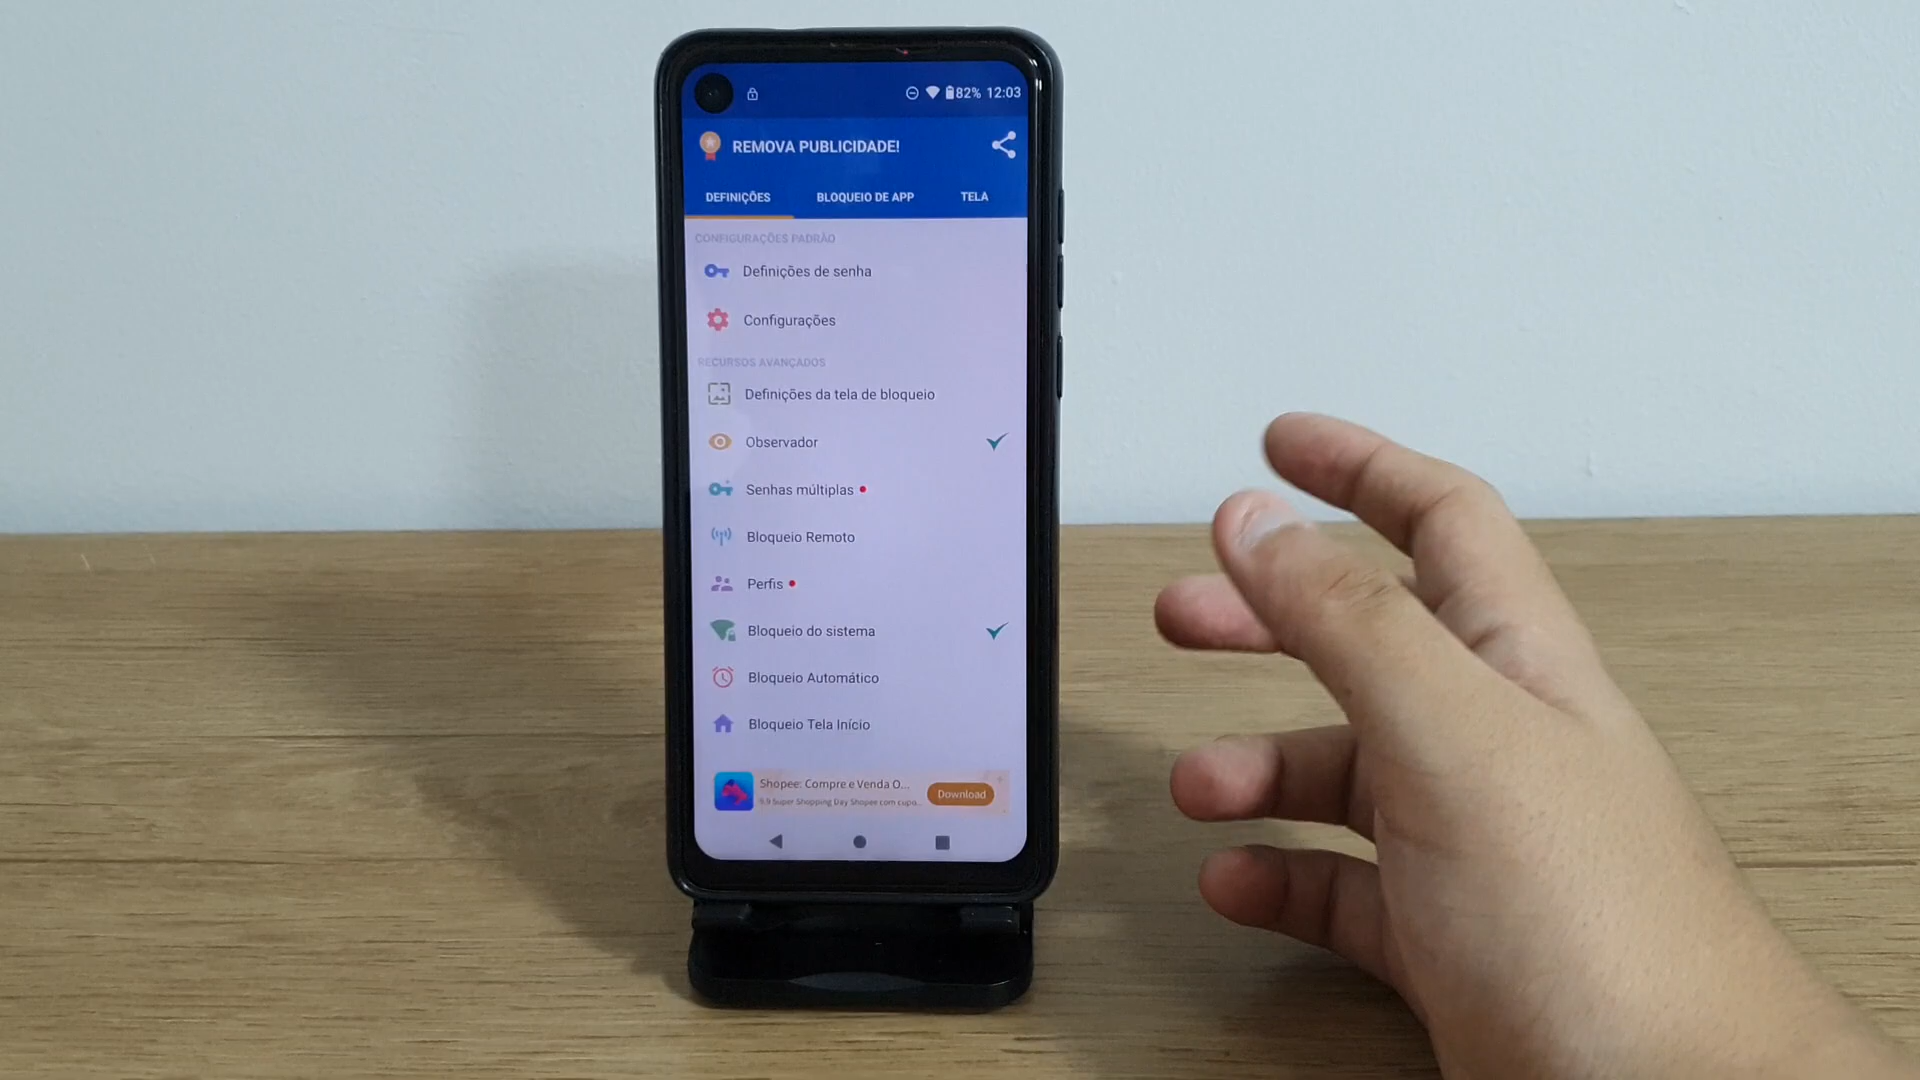 82% 12:03
REMOVA PUBLICIDADE!
DEFINIÇÕES BLOQUEIO DE APP TELA
CONFIGURAÇÕES PADRÃO
Definições de senha
Configurações
RECURSOS AVANÇADOS
Definições da tela de bloqueio
Observador
Senhas múltiplas
Bloqueio Remoto
Perfis
Bloqueio do sistema
Bloqueio Automático
Bloqueio Tela Início
Shopee: Compre e Venda O...
9.9 Super Shopping Day Shopee com cupo...
Download